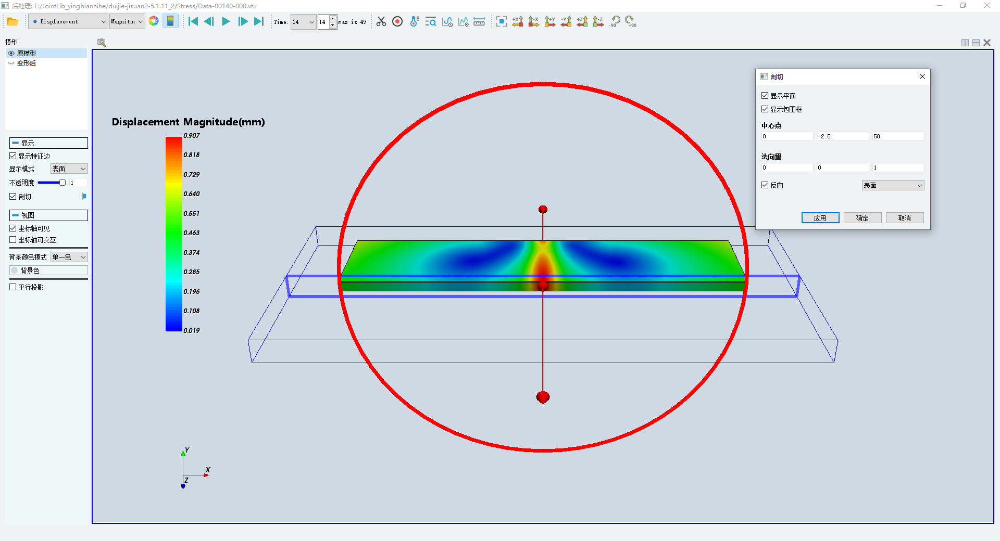 后处理: E:/JointLib_yingbiannihe/duijie-jisuan2-5.1.11_2/Stress/Data-00140-000.vtu
Displacement
Magnituc
Time: 14 14 max is 49
+X -X +Y -Y +Z -Z -90 +90
模型
原模型
变形后
显示
显示特征边
显示模式 表面
不透明度 1
剖切
视图
坐标轴可见
坐标轴可交互
背景颜色模式 单一色
背景色
平行投影
Displacement Magnitude(mm)
0.907
0.818
0.729
0.640
0.551
0.463
0.374
0.285
0.196
0.108
0.019
Y
X
Z
剖切
显示平面
显示包围框
中心点
0 -2.5 50
法向量
0 0 1
反向 表面
应用 确定 取消